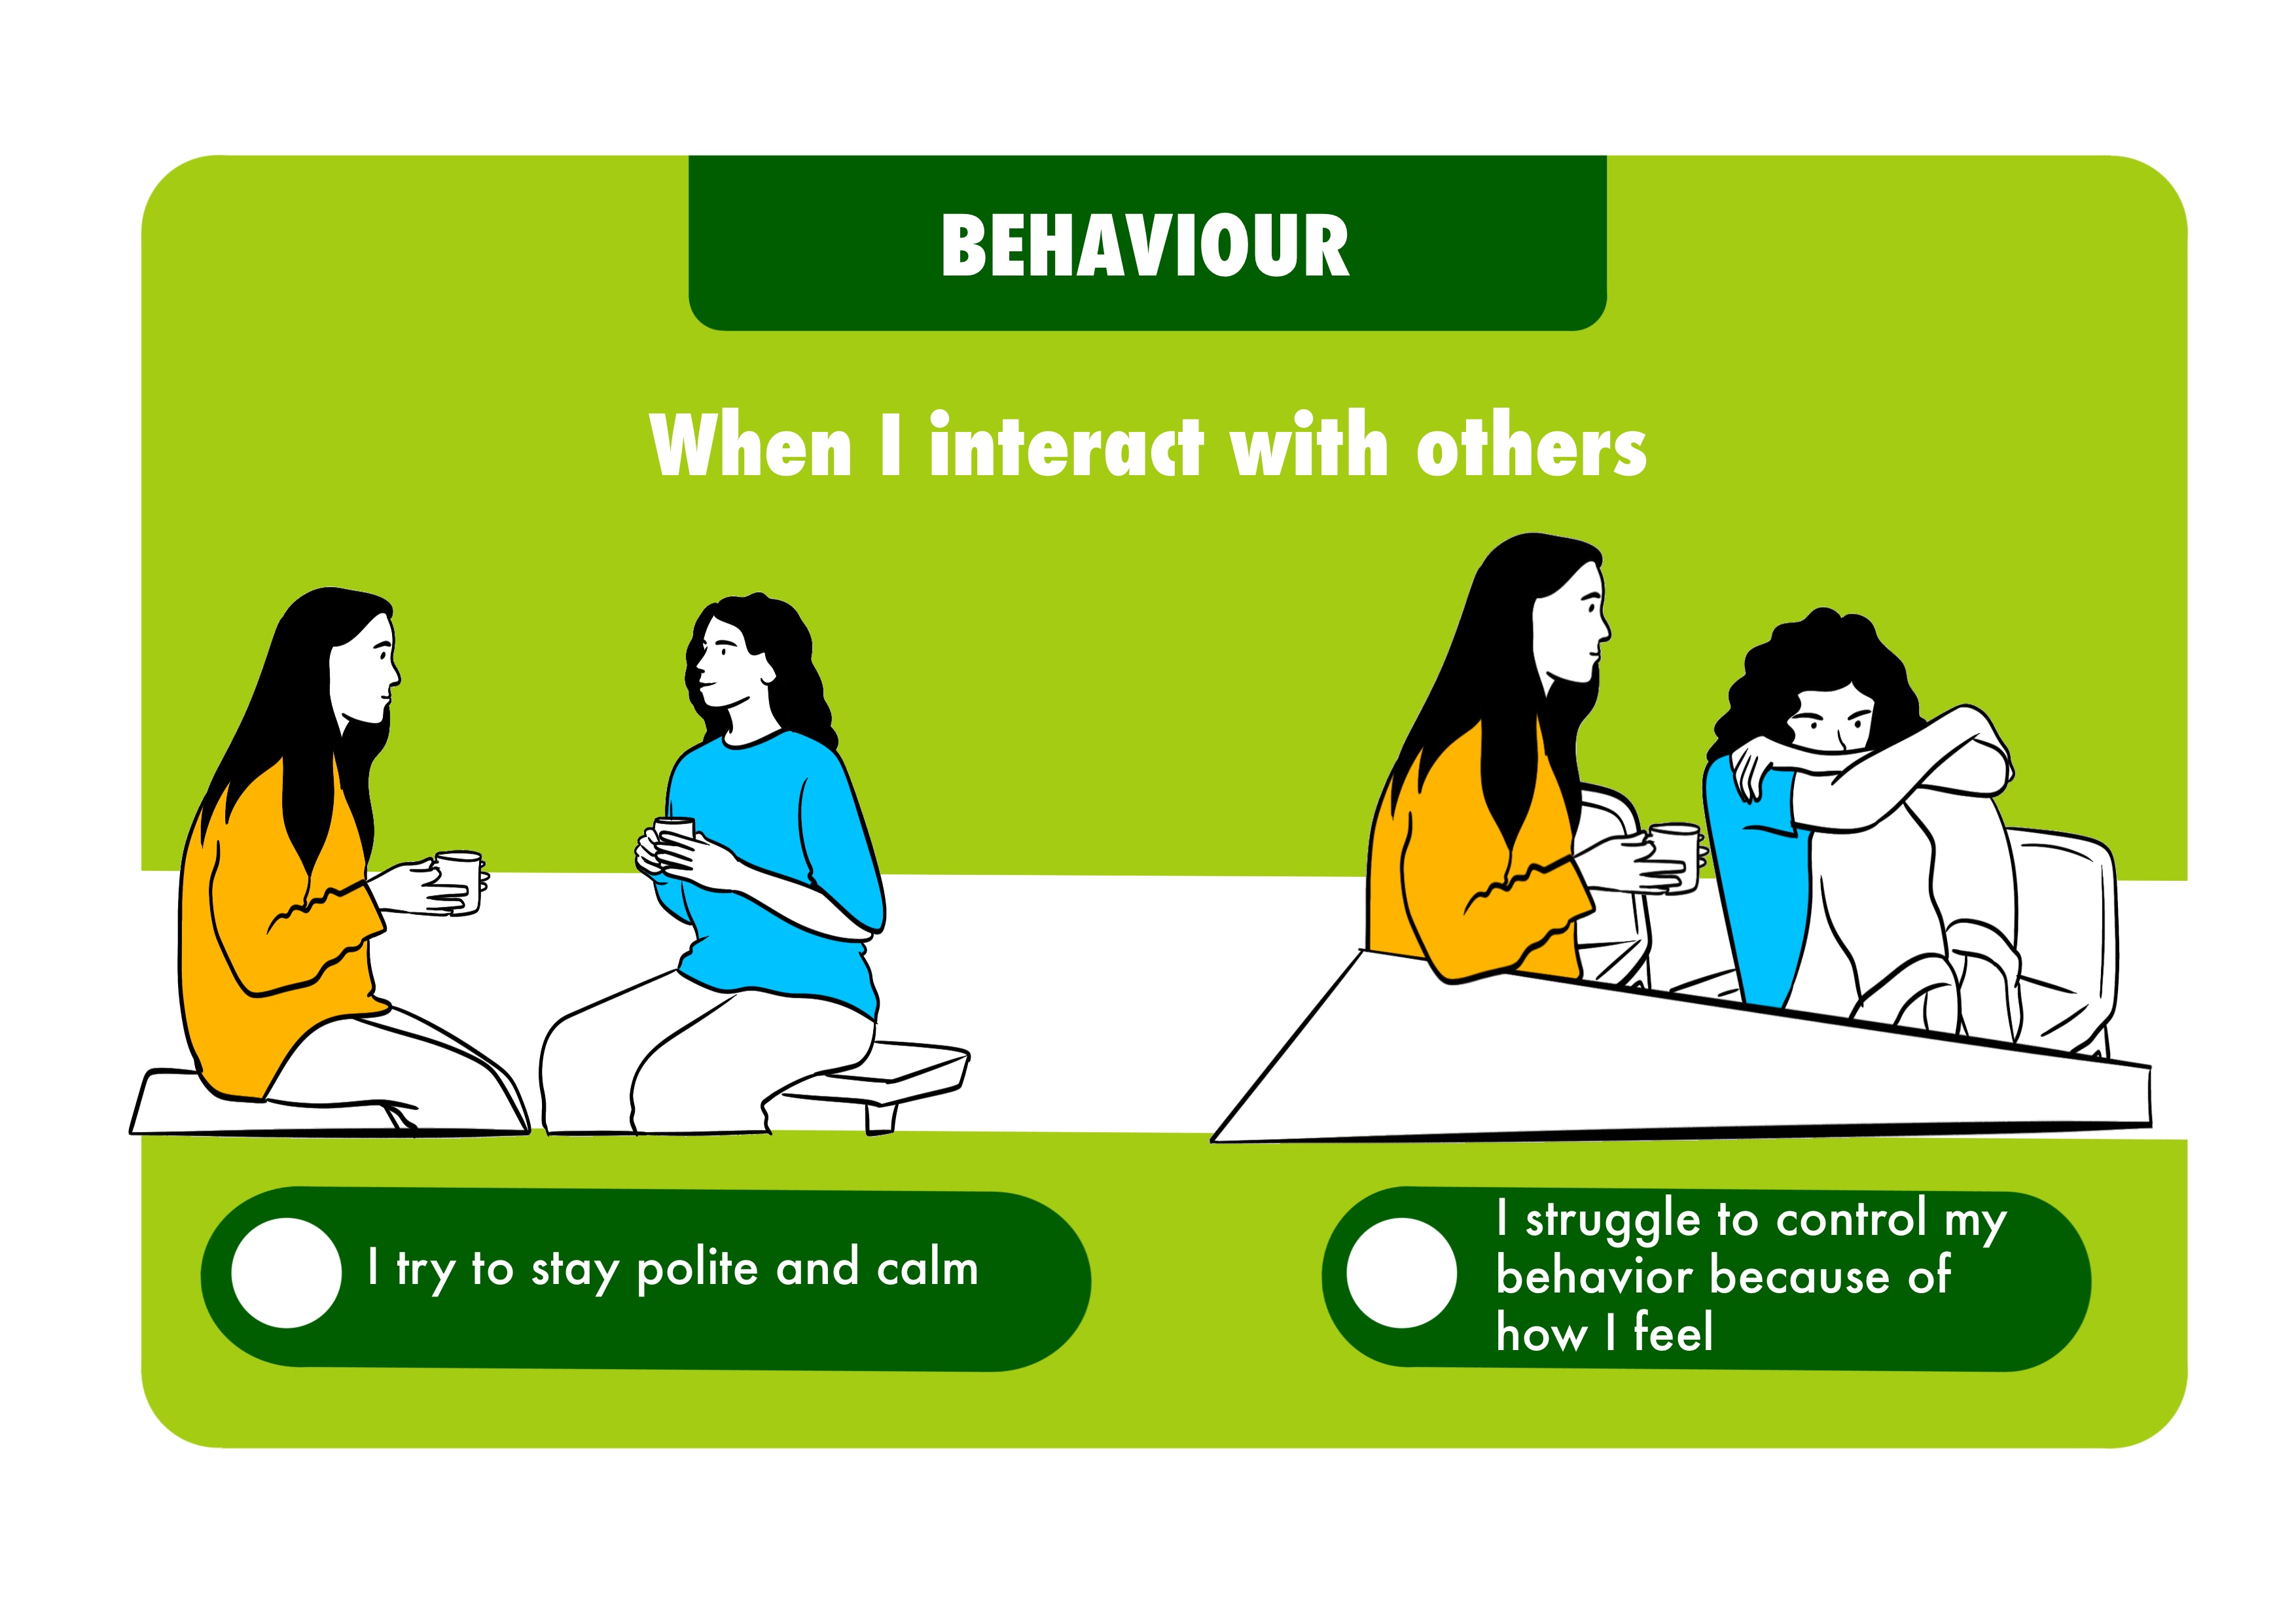 BEHAVIOUR
When I interact with others
I try to stay polite and calm
I struggle to control my
behavior because of
how I feel